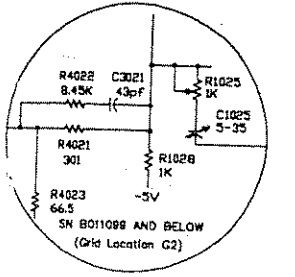 R4022
8.45K
C3021
43pf
R1025
1K
C1025
5-35
R4021
301
R1028
1K
R4023
66.5
-5V
SN B011099 AND BELOW
(Grid Location G2)